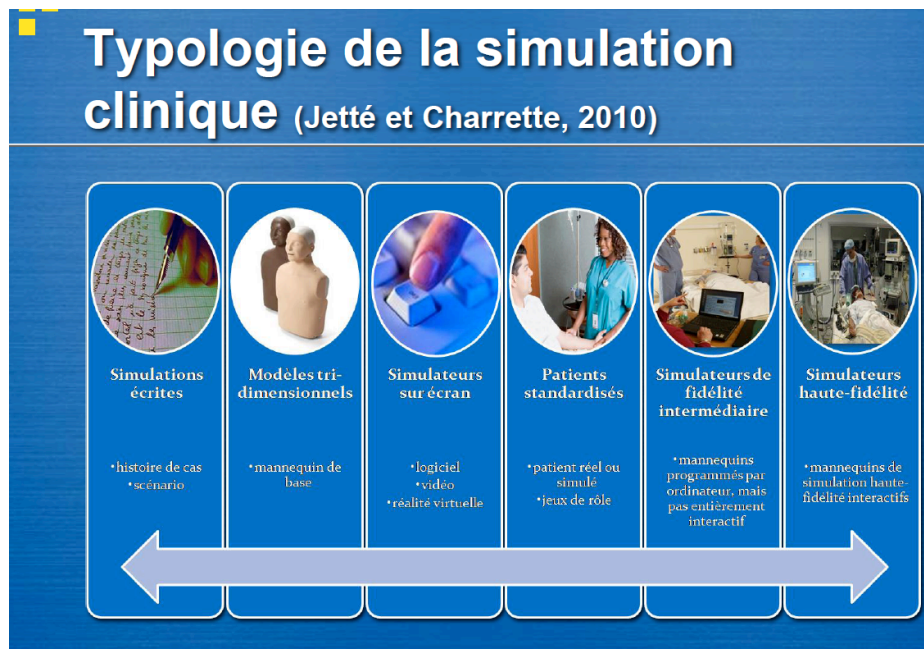 Typologie de la simulation
clinique (Jetté et Charrette, 2010)
Simulations
écrites
•histoire de cas
•scénario
Modèles tri-
dimensionnels
•mannequin de
base
Simulateurs
sur écran
•logiciel
•vidéo
•réalité virtuelle
Patients
standardisés
•patient réel ou
simulé
•jeux de rôle
Simulateurs de
fidélité
intermédiaire
•mannequins
programmés par
ordinateur, mais
pas entièrement
interactif
Simulateurs
haute-fidélité
•mannequins de
simulation haute-
fidélité interactifs